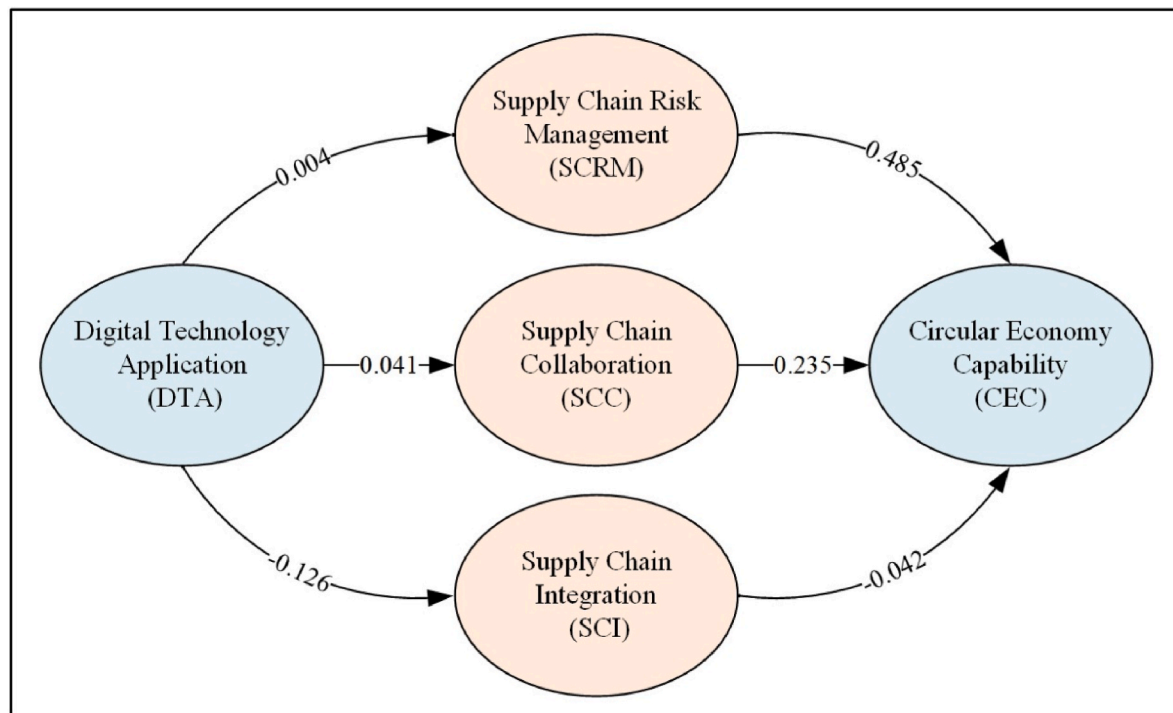 Supply Chain Risk
Management
(SCRM)
0.004
0.485
Digital Technology
Application
(DTA)
0.041
Supply Chain
Collaboration
(SCC)
0.235
Circular Economy
Capability
(CEC)
-0.126
Supply Chain
Integration
(SCI)
-0.042